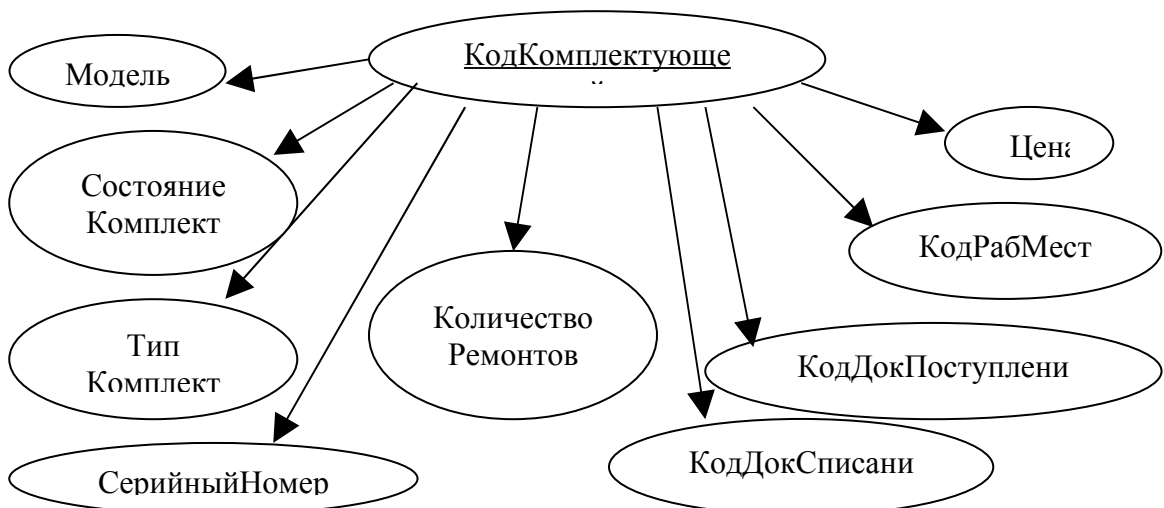 КодКомплектующе
й
Модель
Цена
Состояние
Комплект
КодРабМест
Количество
Ремонтов
Тип
Комплект
КодДокПоступлени
КодДокСписани
СерийныйНомер